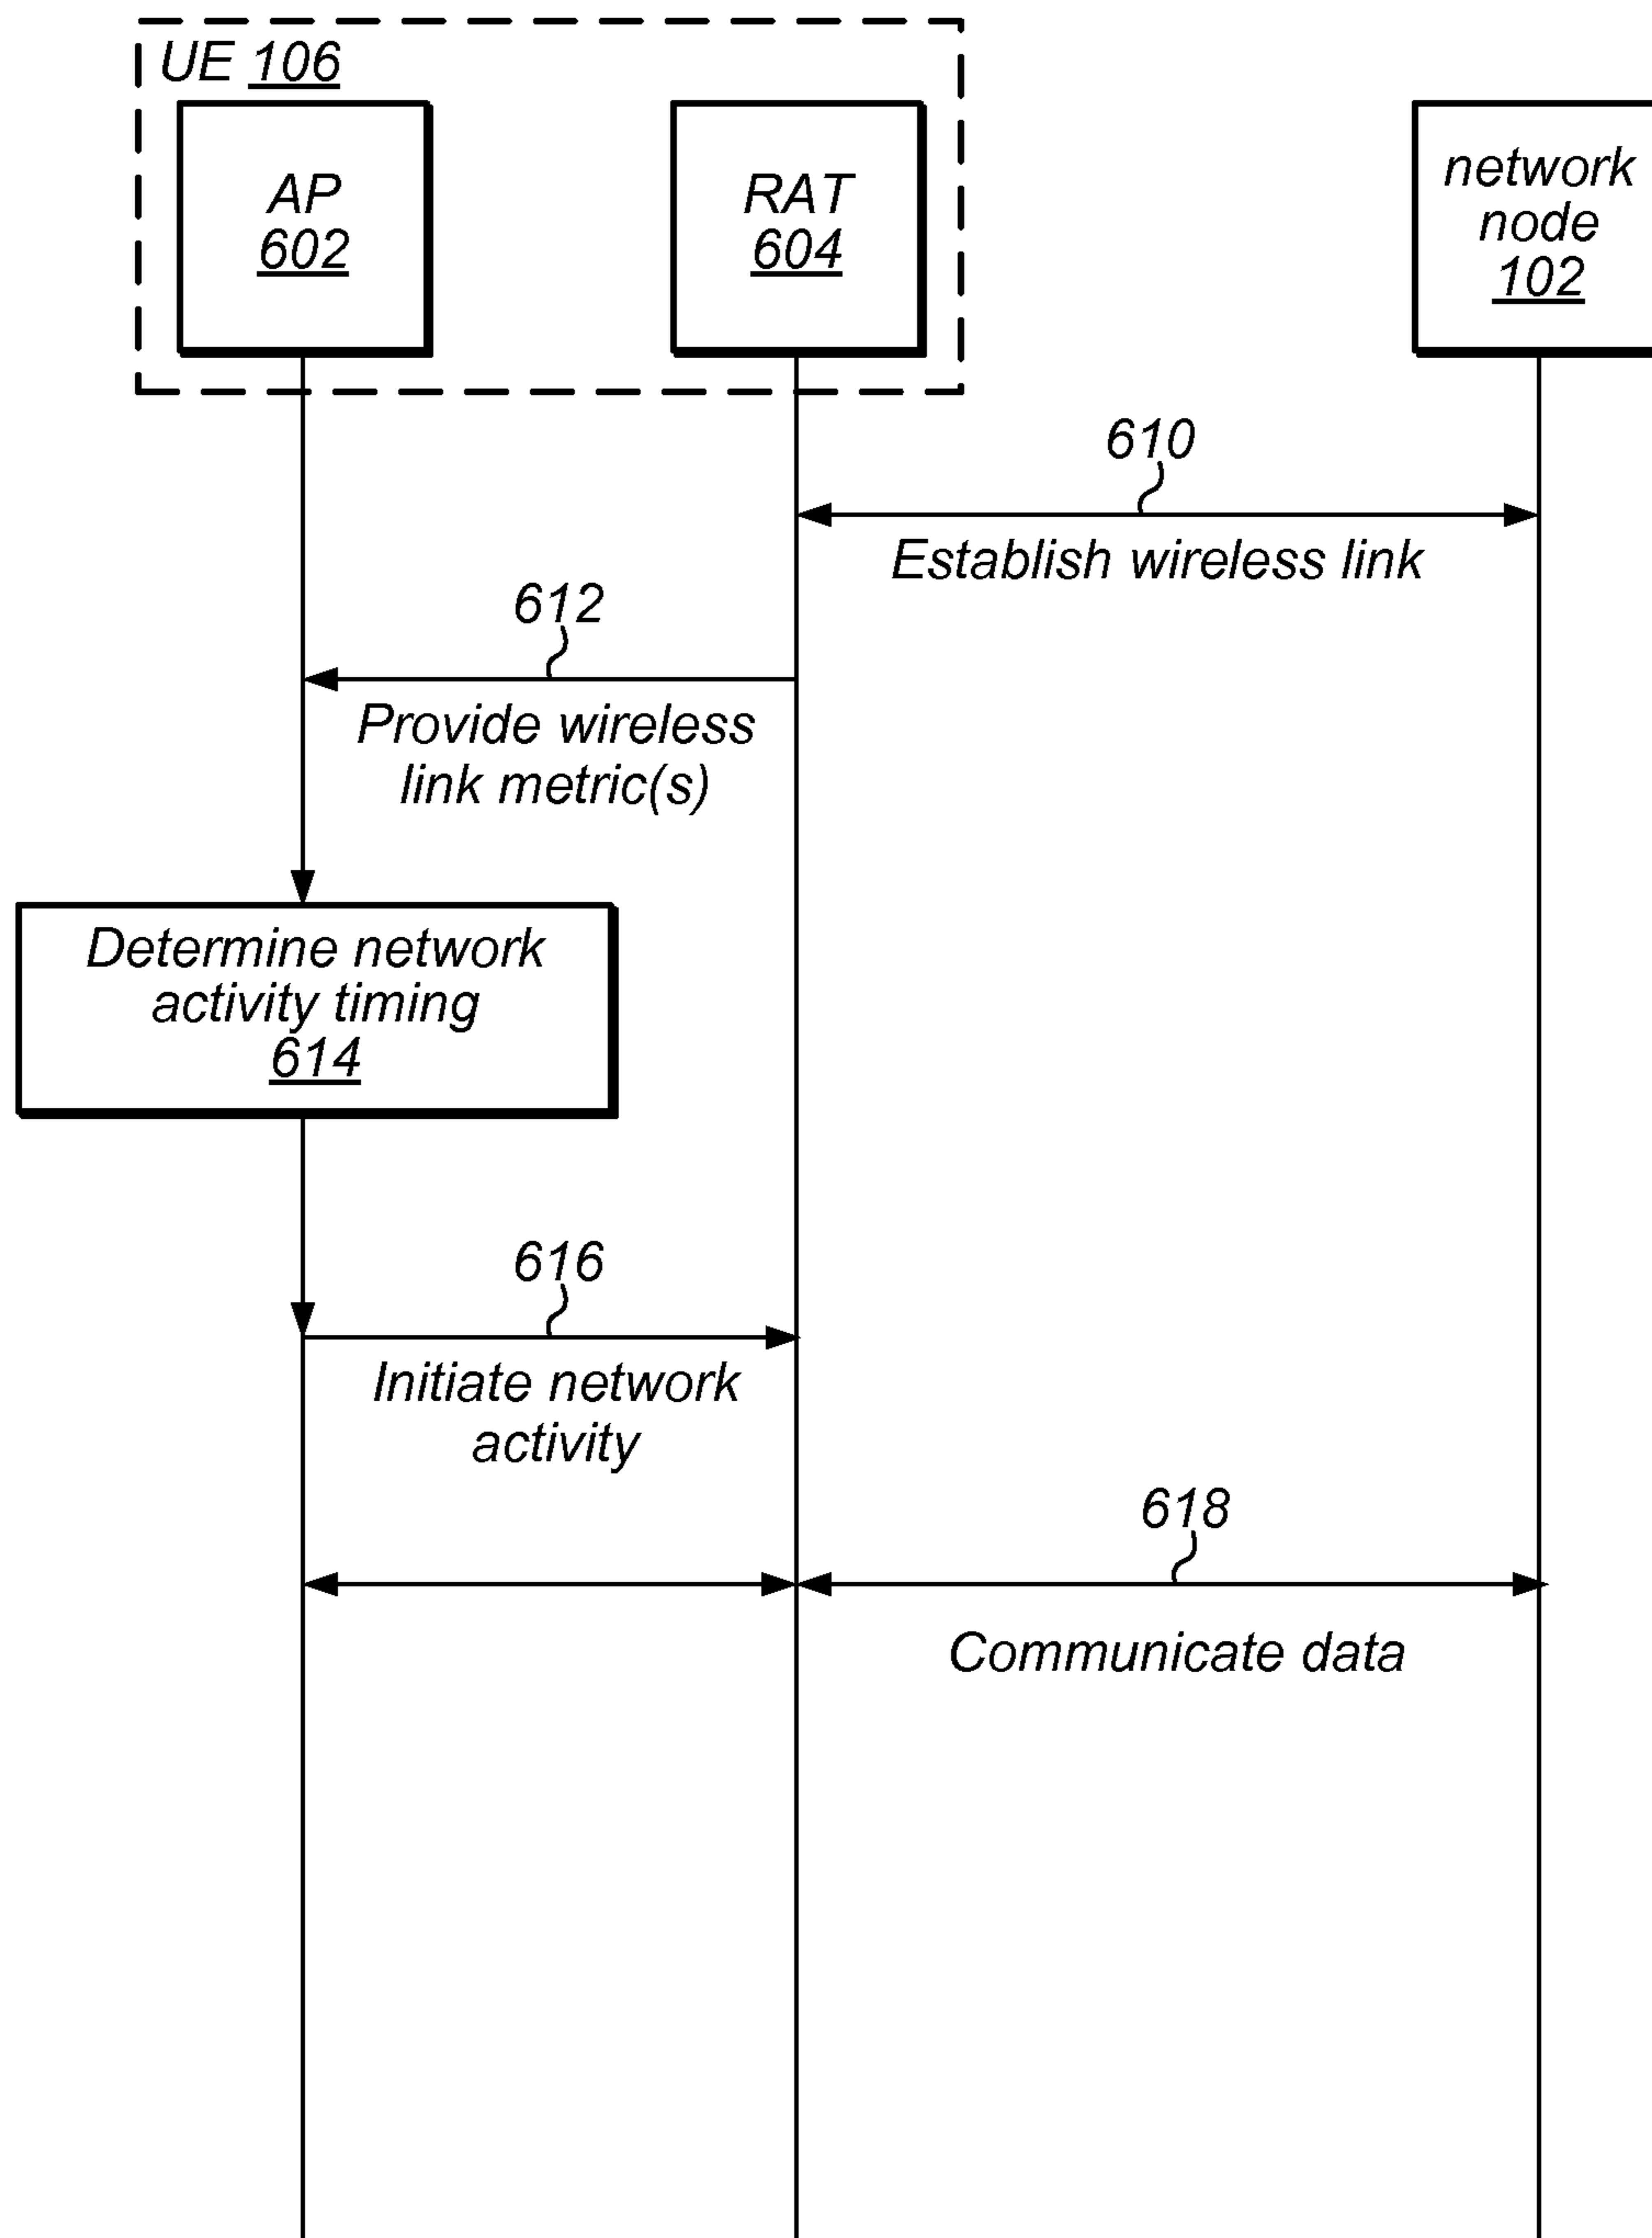 UE 106
AP
602
RAT
604
network
node
102
610
Establish wireless link
612
Provide wireless
link metric(s)
Determine network
activity timing
614
616
Initiate network
activity
618
Communicate data